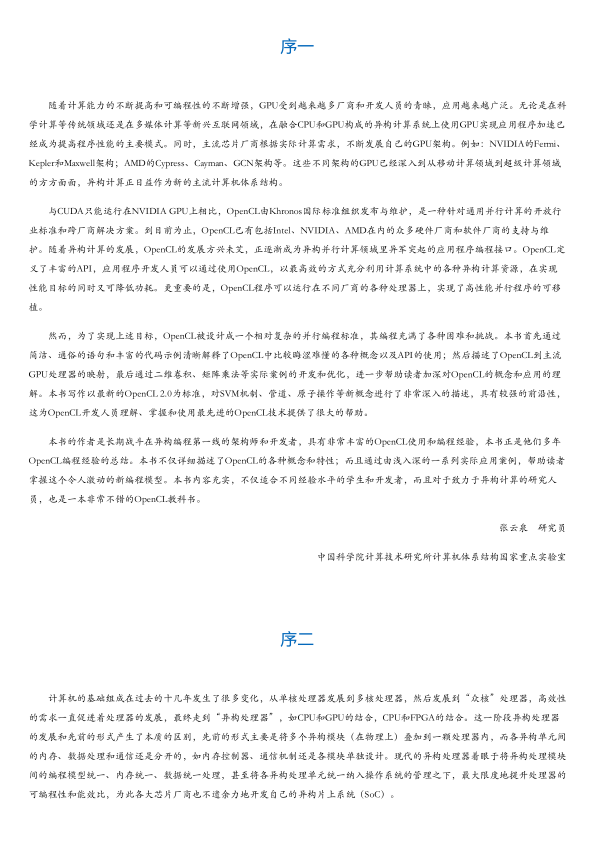 序一
随着计算能力的不断提高和可编程性的不断增强，GPU受到越来越多厂商和开发人员的青睐，应用越来越广泛。无论是在科
学计算等传统领域还是在多媒体计算等新兴互联网领域，在融合CPU和GPU构成的异构计算系统上使用GPU实现应用程序加速已
经成为提高程序性能的主要模式。同时，主流芯片厂商根据实际计算需求，不断发展自己的GPU架构。例如：NVIDIA的Fermi、
Kepler和Maxwell架构；AMD的Cypress、Cayman、GCN架构等。这些不同架构的GPU已经深入到从移动计算领域到超级计算领域
的方方面面，异构计算正日益作为新的主流计算机体系结构。
与CUDA只能运行在NVIDIA GPU上相比，OpenCL由Khronos国际标准组织发布与维护，是一种针对通用并行计算的开放行
业标准和跨厂商解决方案。到目前为止，OpenCL已有包括Intel、NVIDIA、AMD在内的众多硬件厂商和软件厂商的支持与维
护。随着异构计算的发展，OpenCL的发展方兴未艾，正逐渐成为异构并行计算领域里异军突起的应用程序编程接口。OpenCL定
义了丰富的API，应用程序开发人员可以通过使用OpenCL，以最高效的方式充分利用计算系统中的各种异构计算资源，在实现
性能目标的同时又可降低功耗。更重要的是，OpenCL程序可以运行在不同厂商的各种处理器上，实现了高性能并行程序的可移
植。
然而，为了实现上述目标，OpenCL被设计成一个相对复杂的并行编程标准，其编程充满了各种困难和挑战。本书首先通过
简洁、通俗的语句和丰富的代码示例清晰解释了OpenCL中比较晦涩难懂的各种概念以及API的使用；然后描述了OpenCL到主流
GPU处理器的映射，最后通过二维卷积、矩阵乘法等实际案例的开发和优化，进一步帮助读者加深对OpenCL的概念和应用的理
解。本书写作以最新的OpenCL 2.0为标准，对SVM机制、管道、原子操作等新概念进行了非常深入的描述，具有较强的前沿性，
这为OpenCL开发人员理解、掌握和使用最先进的OpenCL技术提供了很大的帮助。
本书的作者是长期战斗在异构编程第一线的架构师和开发者，具有非常丰富的OpenCL使用和编程经验，本书正是他们多年
OpenCL编程经验的总结。本书不仅详细描述了OpenCL的各种概念和特性；而且通过由浅入深的一系列实际应用案例，帮助读者
掌握这个令人激动的新编程模型。本书内容充实，不仅适合不同经验水平的学生和开发者，而且对于致力于异构计算的研究人
员，也是一本非常不错的OpenCL教科书。
张云泉　研究员
中国科学院计算技术研究所计算机体系结构国家重点实验室
序二
计算机的基础组成在过去的十几年发生了很多变化，从单核处理器发展到多核处理器，然后发展到“众核”处理器，高效性
的需求一直促进着处理器的发展，最终走到“异构处理器”，如CPU和GPU的结合，CPU和FPGA的结合。这一阶段异构处理器
的发展和先前的形式产生了本质的区别，先前的形式主要是将多个异构模块（在物理上）叠加到一颗处理器内，而各异构单元间
的内存、数据处理和通信还是分开的，如内存控制器、通信机制还是各模块单独设计。现代的异构处理器着眼于将异构处理模块
间的编程模型统一、内存统一、数据统一处理，甚至将各异构处理单元统一纳入操作系统的管理之下，最大限度地提升处理器的
可编程性和能效比，为此各大芯片厂商也不遗余力地开发自己的异构片上系统（SoC）。